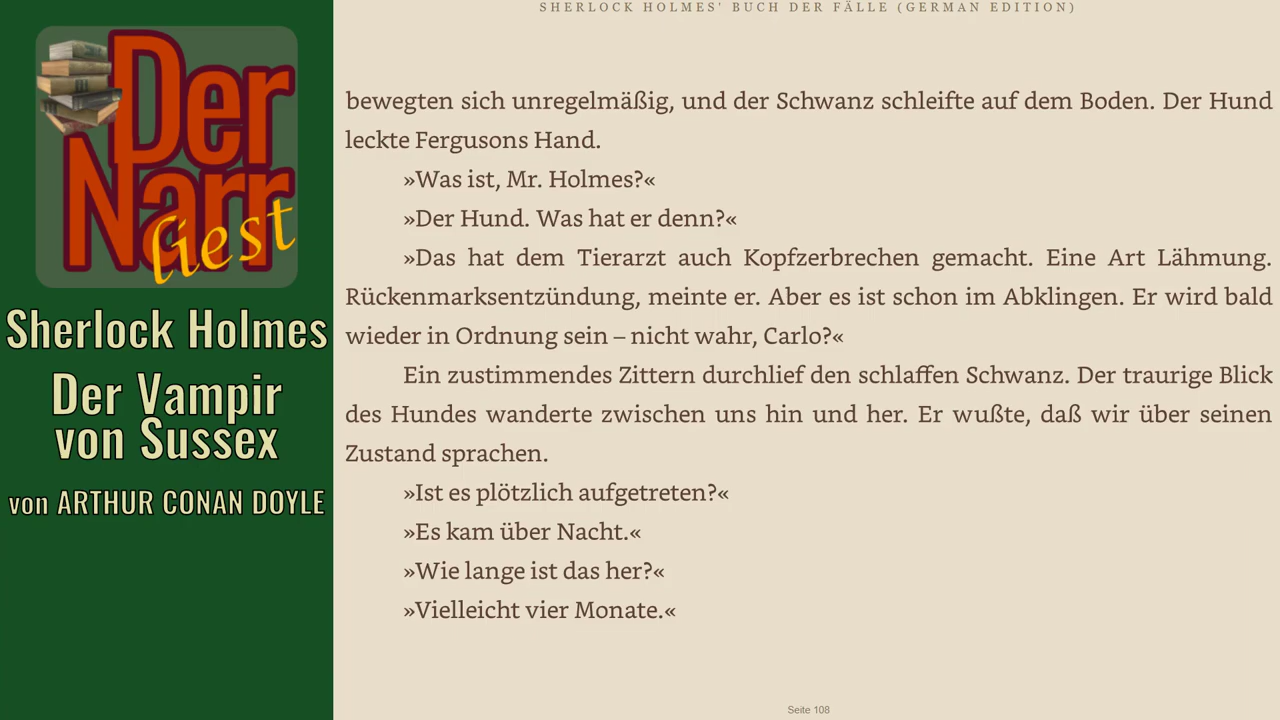 Der
Narr
liest
Sherlock Holmes
Der Vampir
von Sussex
von ARTHUR CONAN DOYLE
SHERLOCK HOLMES' BUCH DER FÄLLE (GERMAN EDITION)
bewegten sich unregelmäßig, und der Schwanz schleifte auf dem Boden. Der Hund
leckte Fergusons Hand.
»Was ist, Mr. Holmes?«
»Der Hund. Was hat er denn?«
»Das hat dem Tierarzt auch Kopfzerbrechen gemacht. Eine Art Lähmung.
Rückenmarksentzündung, meinte er. Aber es ist schon im Abklingen. Er wird bald
wieder in Ordnung sein – nicht wahr, Carlo?«
Ein zustimmendes Zittern durchlief den schlaffen Schwanz. Der traurige Blick
des Hundes wanderte zwischen uns hin und her. Er wußte, daß wir über seinen
Zustand sprachen.
»Ist es plötzlich aufgetreten?«
»Es kam über Nacht.«
»Wie lange ist das her?«
»Vielleicht vier Monate.«
Seite 108